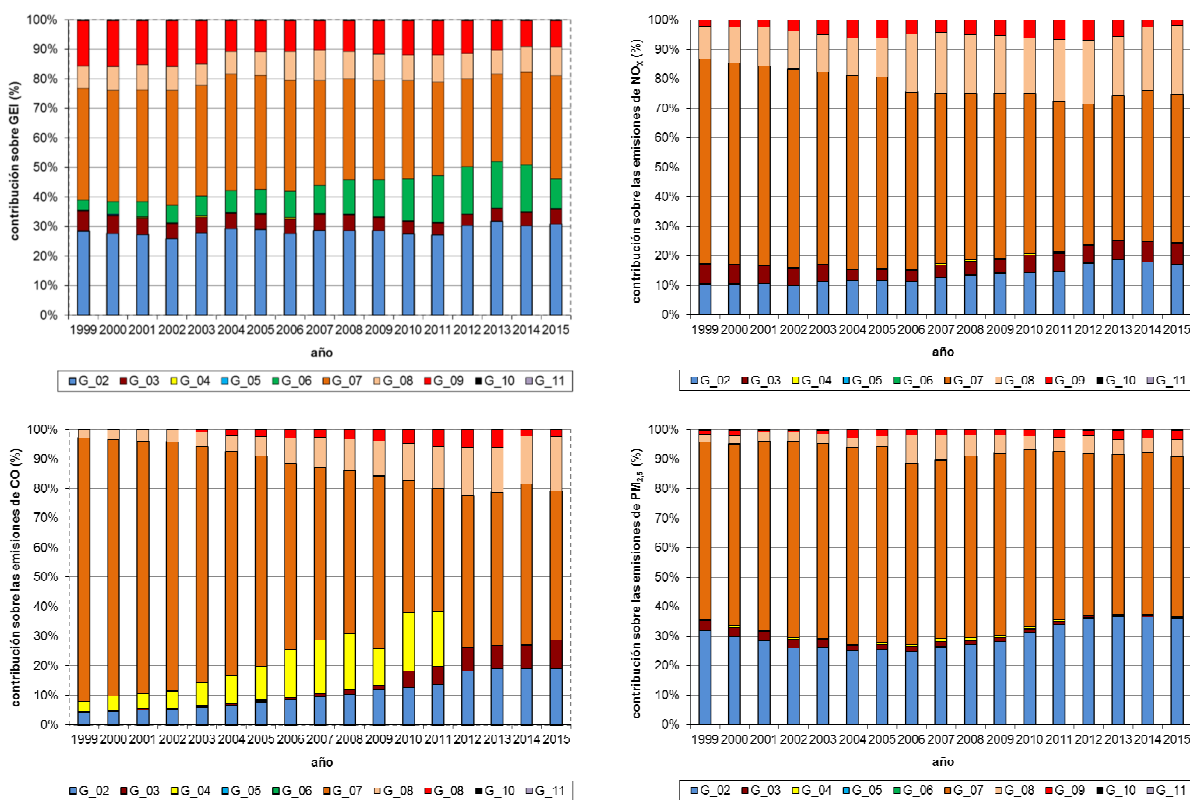 contribución sobre GEI (%)
100%
90%
80%
70%
60%
50%
40%
30%
20%
10%
0%
1999 2000 2001 2002 2003 2004 2005 2006 2007 2008 2009 2010 2011 2012 2013 2014 2015
año
G_02 G_03 G_04 G_05 G_06 G_07 G_08 G_09 G_10 G_11
contribución sobre las emisiones de NOX (%)
100%
90%
80%
70%
60%
50%
40%
30%
20%
10%
0%
1999 2000 2001 2002 2003 2004 2005 2006 2007 2008 2009 2010 2011 2012 2013 2014 2015
año
G_02 G_03 G_04 G_05 G_06 G_07 G_08 G_09 G_10 G_11
contribución sobre las emisiones de CO (%)
100%
90%
80%
70%
60%
50%
40%
30%
20%
10%
0%
1999 2000 2001 2002 2003 2004 2005 2006 2007 2008 2009 2010 2011 2012 2013 2014 2015
año
G_02 G_03 G_04 G_05 G_06 G_07 G_08 G_08 G_10 G_11
contribución sobre las emisiones de PM2,5 (%)
100%
90%
80%
70%
60%
50%
40%
30%
20%
10%
0%
1999 2000 2001 2002 2003 2004 2005 2006 2007 2008 2009 2010 2011 2012 2013 2014 2015
año
G_02 G_03 G_04 G_05 G_06 G_07 G_08 G_09 G_10 G_11